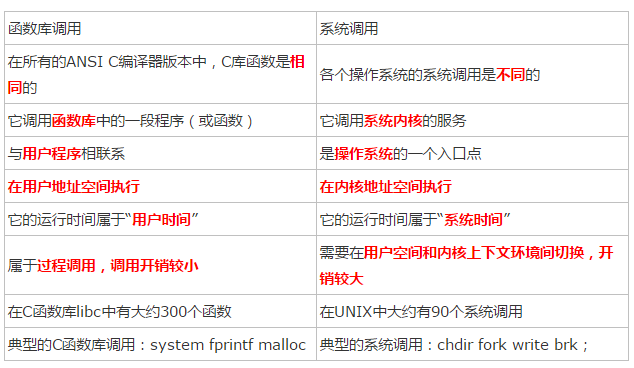 函数库调用
系统调用
在所有的ANSI C编译器版本中，C库函数是相
同的
各个操作系统的系统调用是不同的
它调用函数库中的一段程序（或函数）
它调用系统内核的服务
与用户程序相联系
是操作系统的一个入口点
在用户地址空间执行
在内核地址空间执行
它的运行时间属于“用户时间”
它的运行时间属于“系统时间”
属于过程调用，调用开销较小
需要在用户空间和内核上下文环境间切换，开
销较大
在C函数库libc中有大约300个函数
在UNIX中大约有90个系统调用
典型的C函数库调用：system fprintf malloc
典型的系统调用：chdir fork write brk；